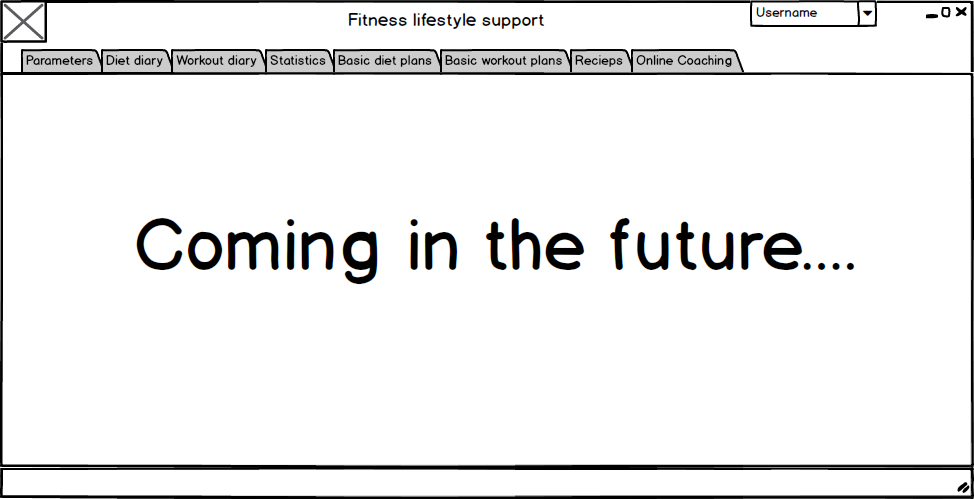 Fitness lifestyle support
Username
Parameters Diet diary Workout diary Statistics Basic diet plans Basic workout plans Recieps Online Coaching
Coming in the future....